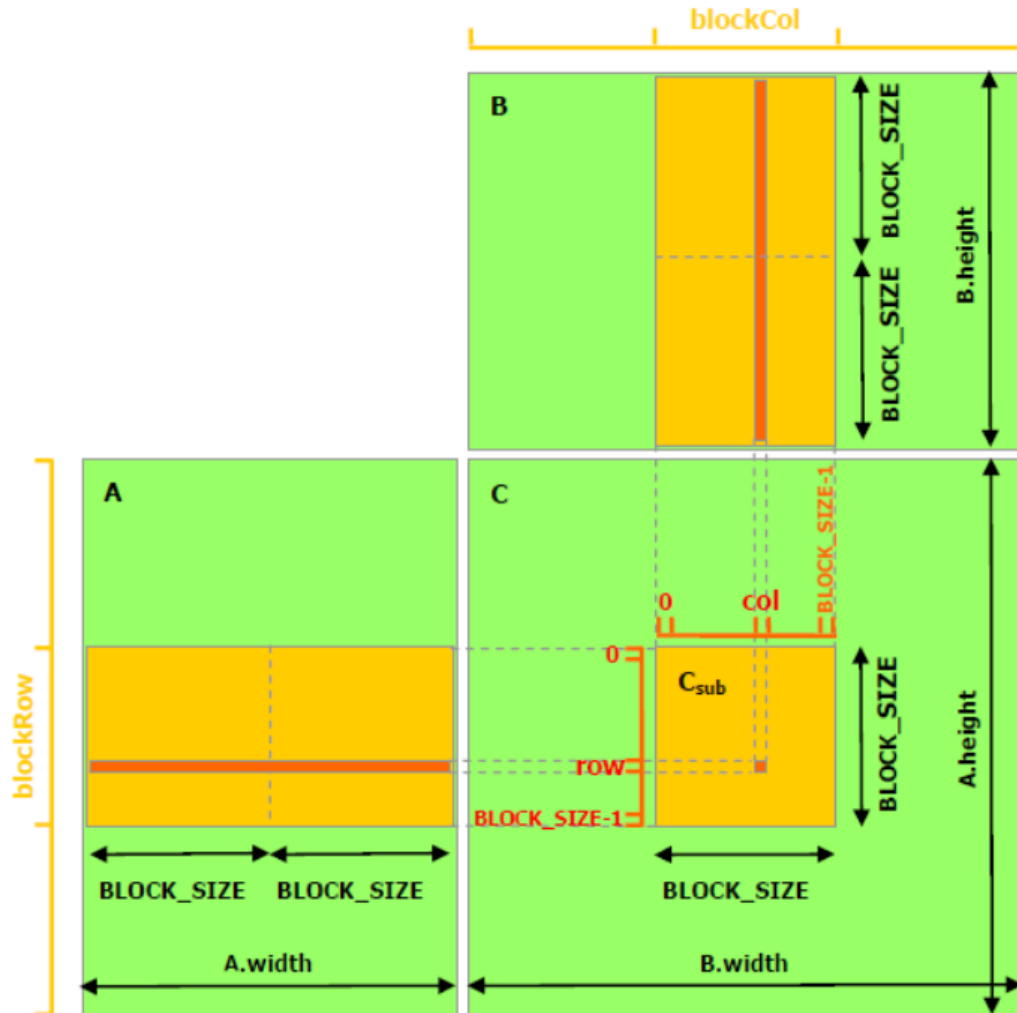 blockCol
B
BLOCK_SIZE
BLOCK_SIZE
B.height
blockRow
A
C
BLOCK_SIZE-1
0
col
0
Csub
row
BLOCK_SIZE-1
BLOCK_SIZE
A.height
BLOCK_SIZE
BLOCK_SIZE
BLOCK_SIZE
A.width
B.width